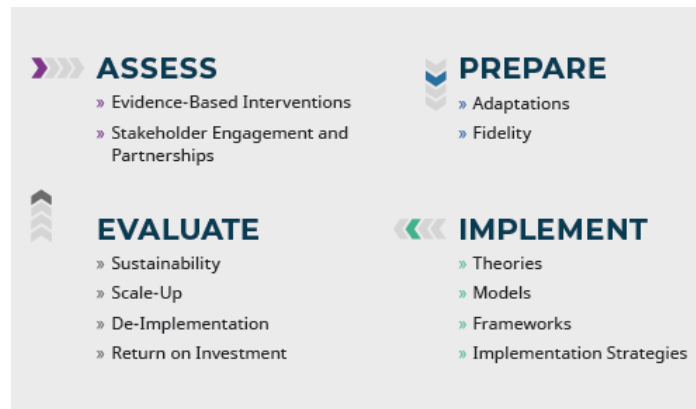 ASSESS
» Evidence-Based Interventions
» Stakeholder Engagement and
Partnerships
PREPARE
» Adaptations
» Fidelity
EVALUATE
» Sustainability
» Scale-Up
» De-Implementation
» Return on Investment
IMPLEMENT
» Theories
» Models
» Frameworks
» Implementation Strategies